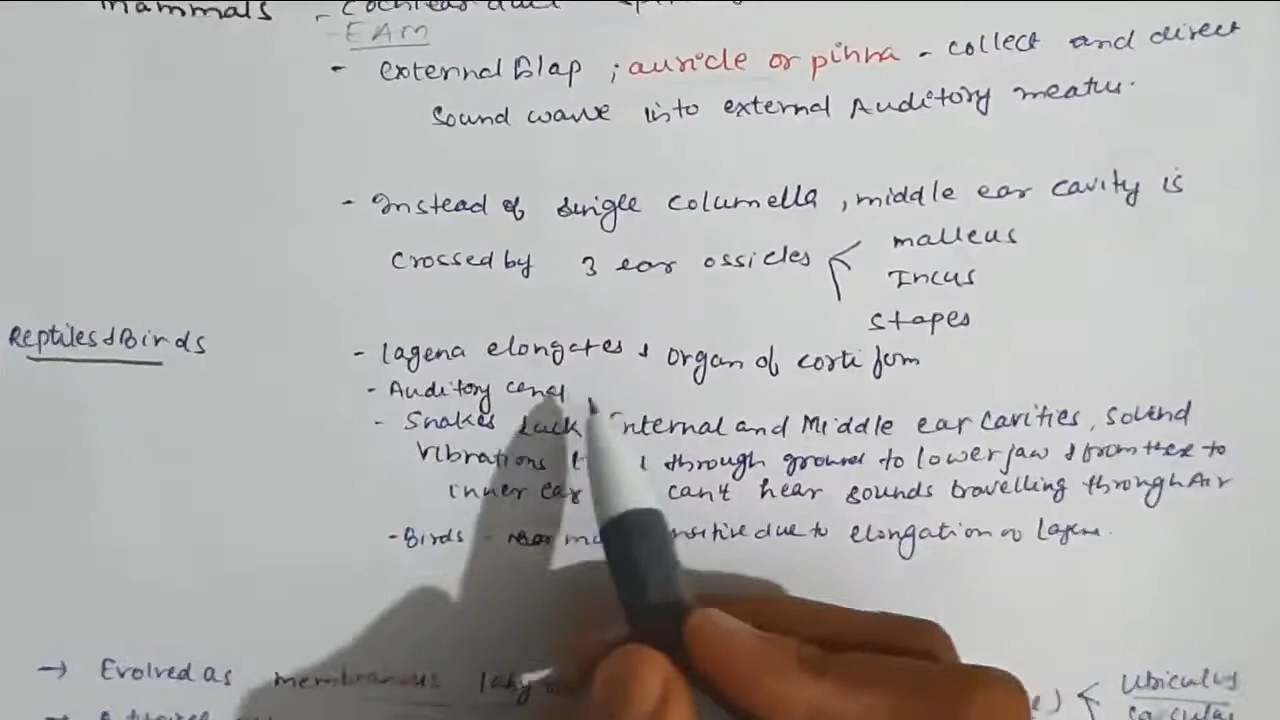 mammals
- EAM
- external Flap ; auricle or pinna - collect and direct
sound wave into external Auditory meatus.
- Instead of single columella, middle ear cavity is
crossed by 3 ear ossicles
malleus
Incus
stapes
Reptiles & Birds
- lagena elongates & organ of corti form
- Auditory canal
- Snakes lack internal and Middle ear cavities, sound
vibrations through ground to lower jaw & from there to
inner ear can't hear sounds travelling through Air
- Birds - due to elongation of lagena.
→ Evolved as membranous
Utriculus